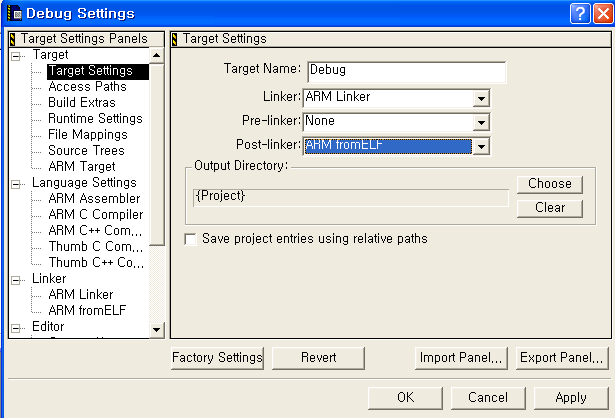 Debug Settings
Target Settings Panels
Target
Target Settings
Access Paths
Build Extras
Runtime Settings
File Mappings
Source Trees
ARM Target
Language Settings
ARM Assembler
ARM C Compiler
ARM C++ Com...
Thumb C Com...
Thumb C++ Co...
Linker
ARM Linker
ARM fromELF
Editor
Target Settings
Target Name: Debug
Linker: ARM Linker
Pre-linker: None
Post-linker: ARM fromELF
Output Directory:
{Project}
Choose
Clear
Save project entries using relative paths
Factory Settings Revert Import Panel... Export Panel...
OK Cancel Apply